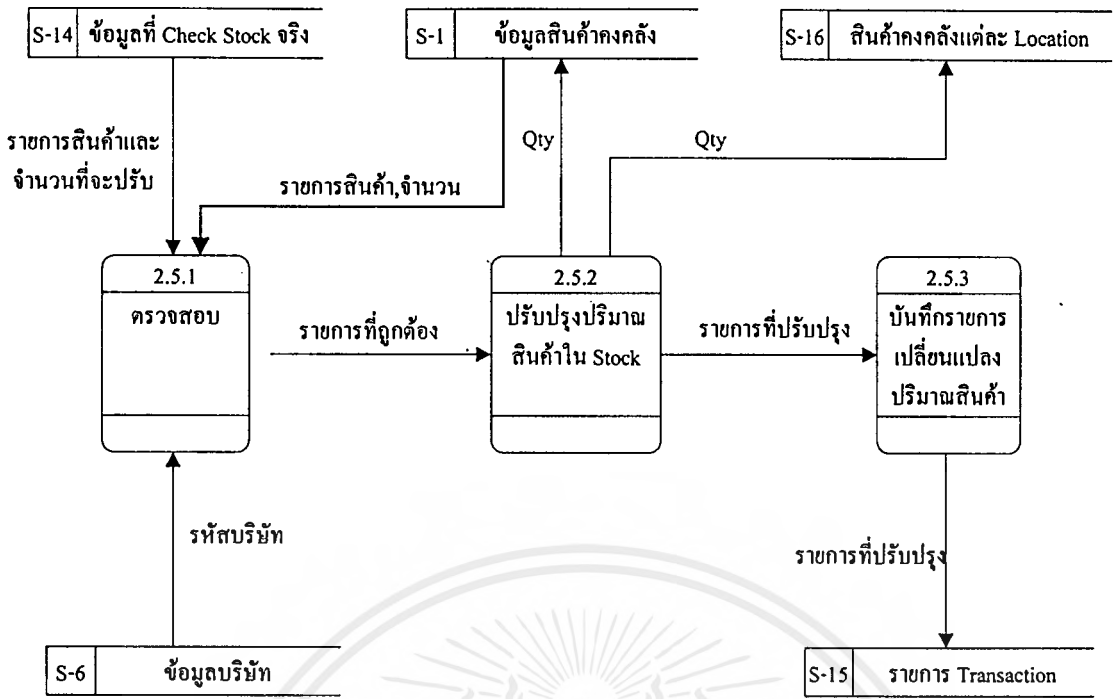 S-14 ข้อมูลที่ Check Stock จริง
S-1 ข้อมูลสินค้าคงคลัง
S-16 สินค้าคงคลังแต่ละ Location
รายการสินค้าและ
จำนวนที่จะปรับ
รายการสินค้า,จำนวน
Qty
Qty
2.5.1
ตรวจสอบ
รายการที่ถูกต้อง
2.5.2
ปรับปรุงปริมาณ
สินค้าใน Stock
รายการที่ปรับปรุง
2.5.3
บันทึกรายการ
เปลี่ยนแปลง
ปริมาณสินค้า
รหัสบริษัท
รายการที่ปรับปรุง
S-6 ข้อมูลบริษัท
S-15 รายการ Transaction